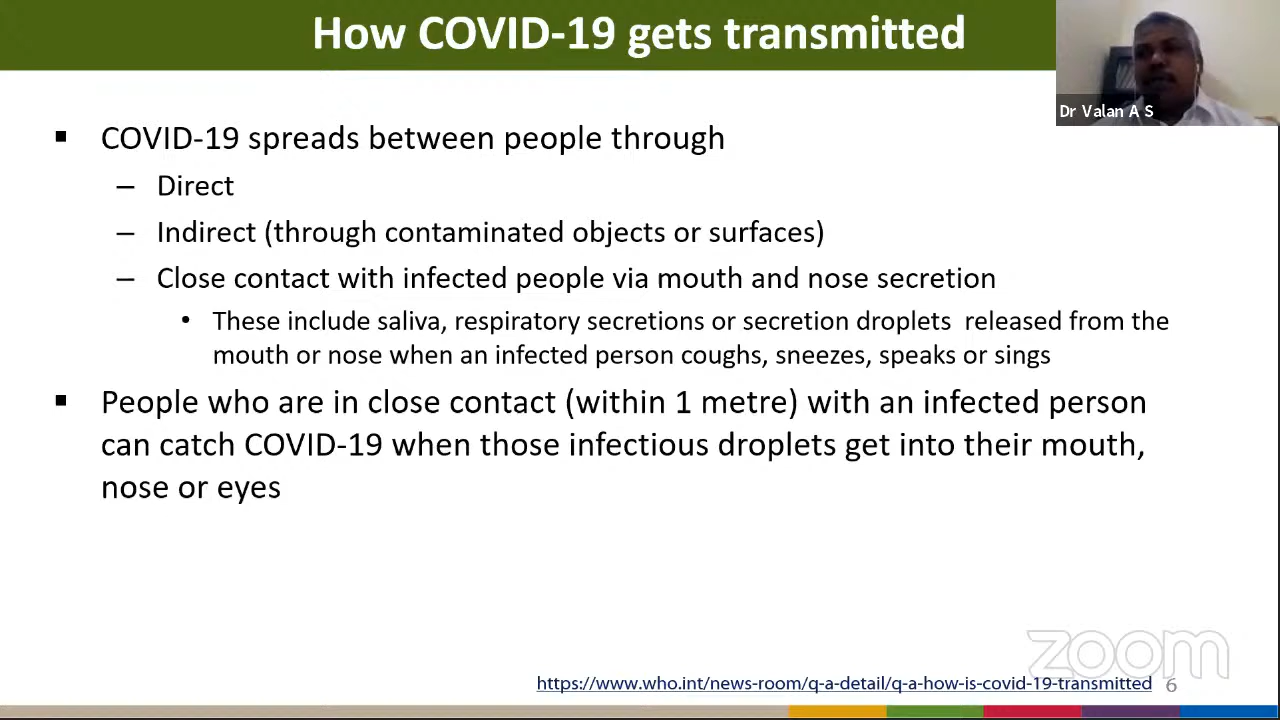 How COVID-19 gets transmitted
Dr Valan A S
▪ COVID-19 spreads between people through
– Direct
– Indirect (through contaminated objects or surfaces)
– Close contact with infected people via mouth and nose secretion
• These include saliva, respiratory secretions or secretion droplets released from the
mouth or nose when an infected person coughs, sneezes, speaks or sings
▪ People who are in close contact (within 1 metre) with an infected person
can catch COVID-19 when those infectious droplets get into their mouth,
nose or eyes
zoom
https://www.who.int/news-room/q-a-detail/q-a-how-is-covid-19-transmitted 6